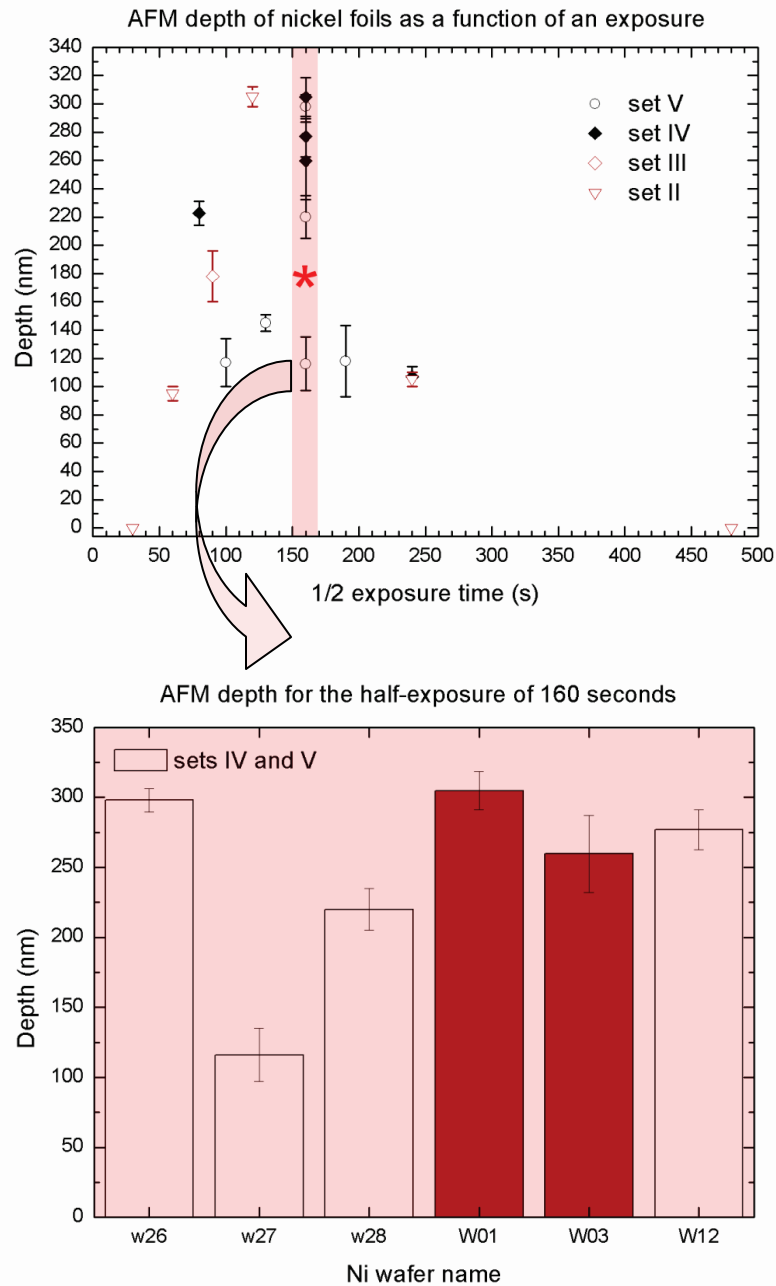 AFM depth of nickel foils as a function of an exposure
340
320
300
280
260
240
220
200
180
160
140
120
100
80
60
40
20
0
Depth (nm)
set V
set IV
set III
set II
*
0 50 100 150 200 250 300 350 400 450 500
1/2 exposure time (s)
AFM depth for the half-exposure of 160 seconds
350
300
250
200
150
100
50
0
Depth (nm)
sets IV and V
w26 w27 w28 W01 W03 W12
Ni wafer name